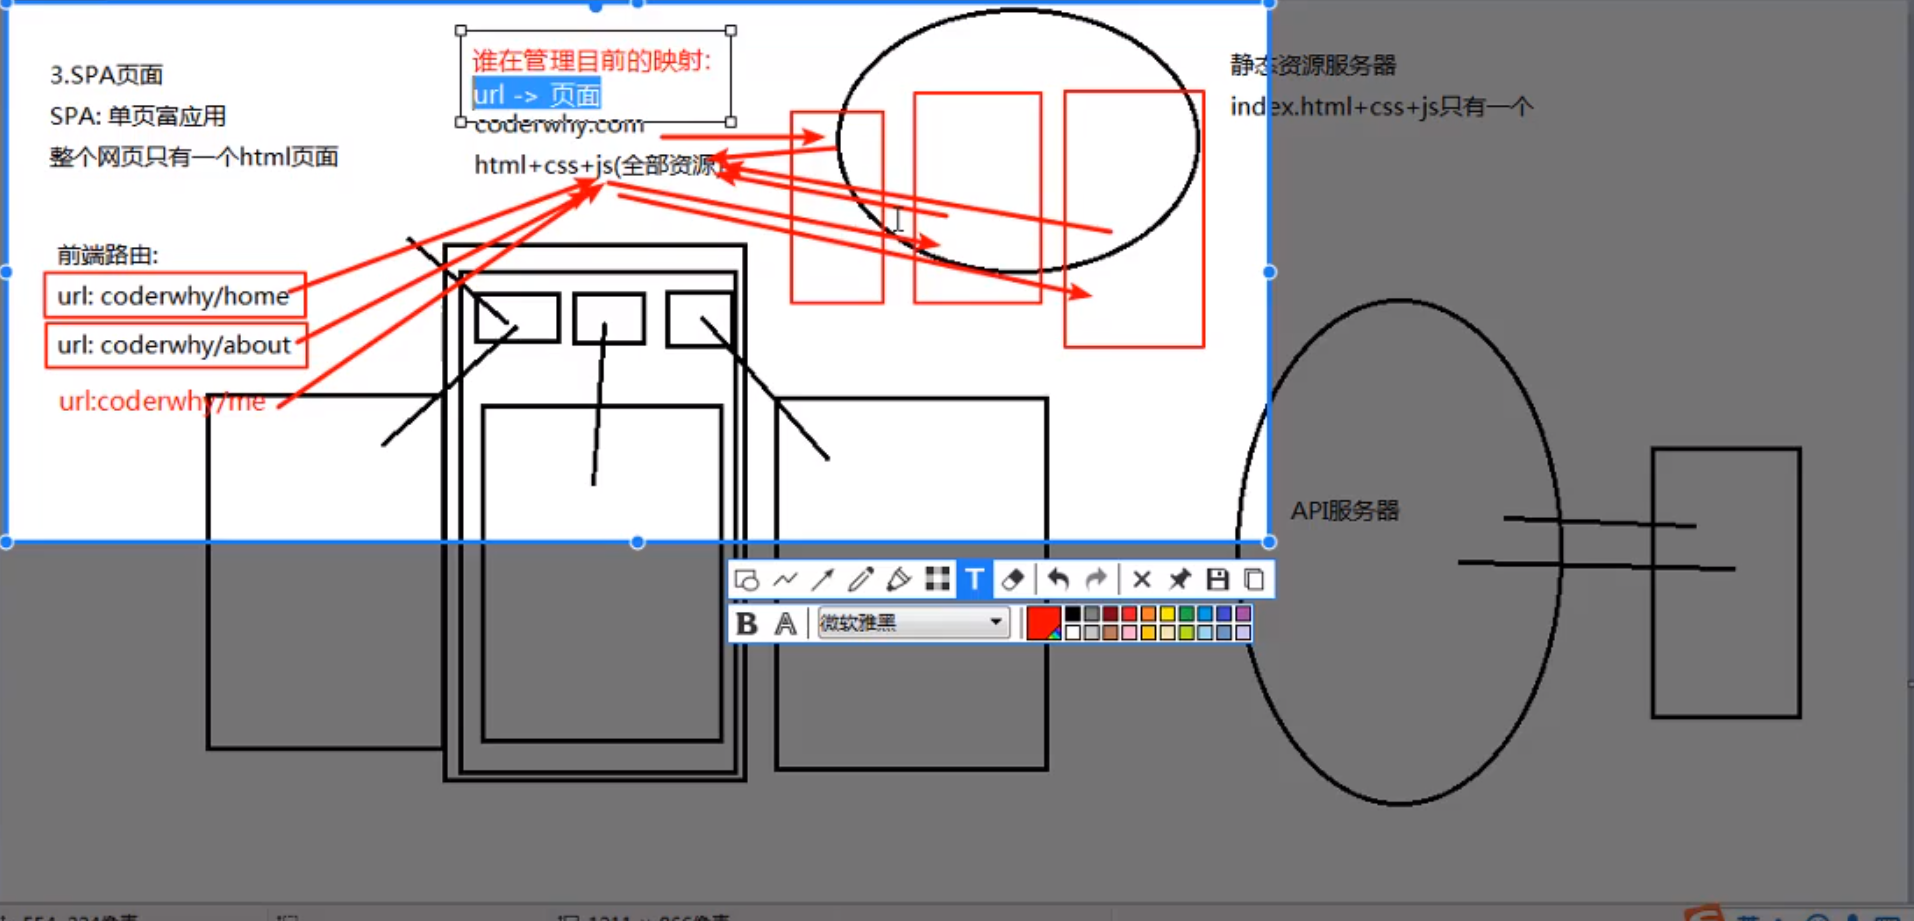 3.SPA页面
SPA: 单页富应用
整个网页只有一个html页面
谁在管理目前的映射:
url -> 页面
coderwhy.com
html+css+js(全部资源)
静态资源服务器
index.html+css+js只有一个
前端路由:
url: coderwhy/home
url: coderwhy/about
url:coderwhy/me
API服务器
T
B A 微软雅黑